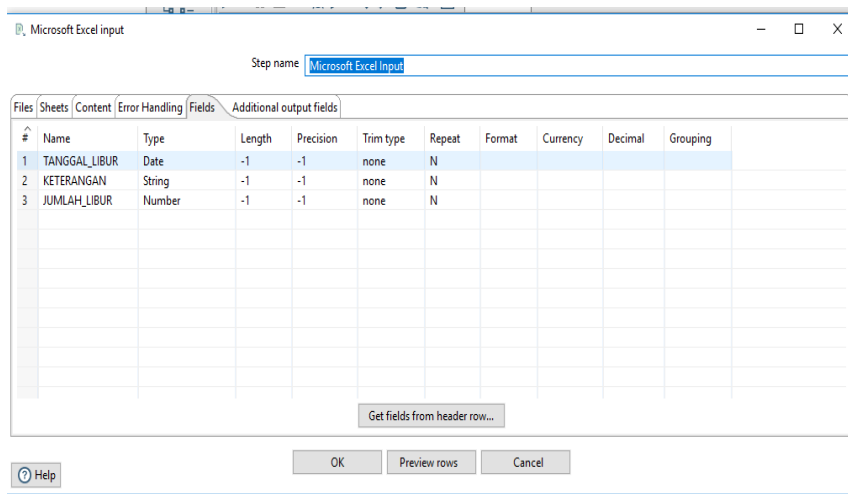 Microsoft Excel input
Step name Microsoft Excel Input
Files Sheets Content Error Handling Fields Additional output fields
# Name Type Length Precision Trim type Repeat Format Currency Decimal Grouping
1 TANGGAL_LIBUR Date -1 -1 none N
2 KETERANGAN String -1 -1 none N
3 JUMLAH_LIBUR Number -1 -1 none N
Get fields from header row...
OK Preview rows Cancel
Help